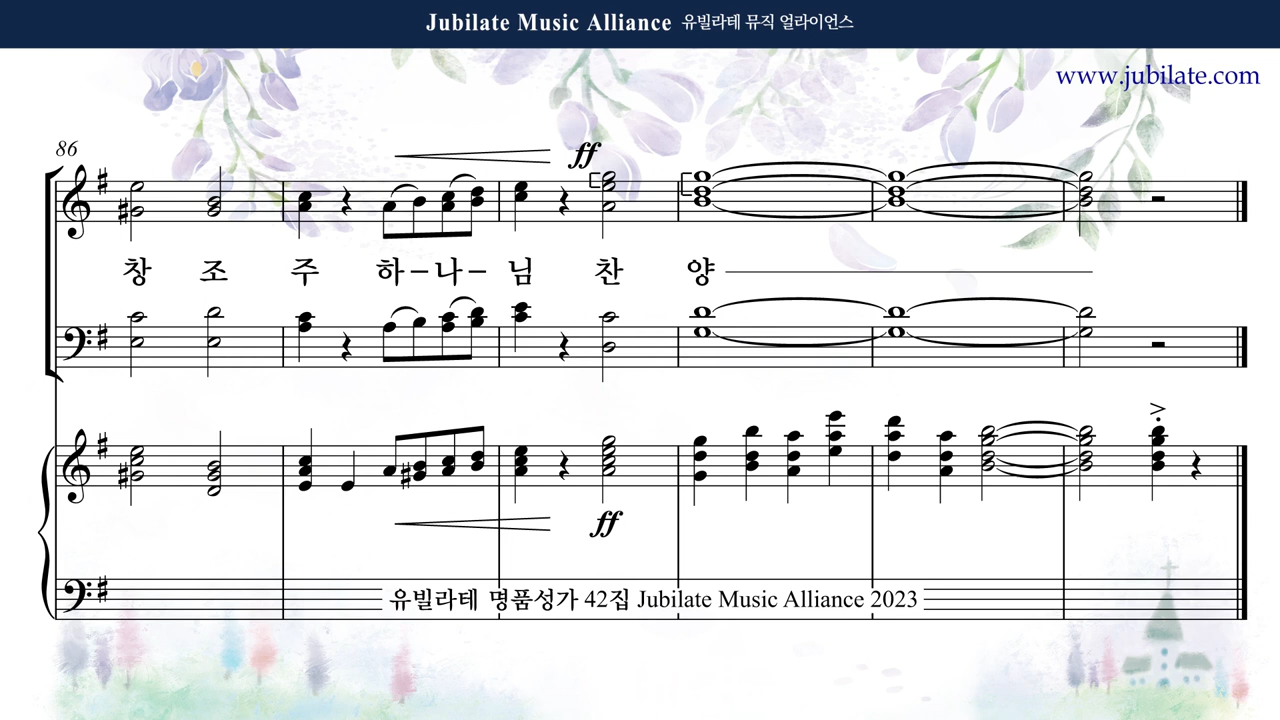 Jubilate Music Alliance 유빌라테 뮤직 얼라이언스
www.jubilate.com
86
ff
창 조 주 하-나-님 찬 양
ff
유빌라테 명품성가 42집 Jubilate Music Alliance 2023